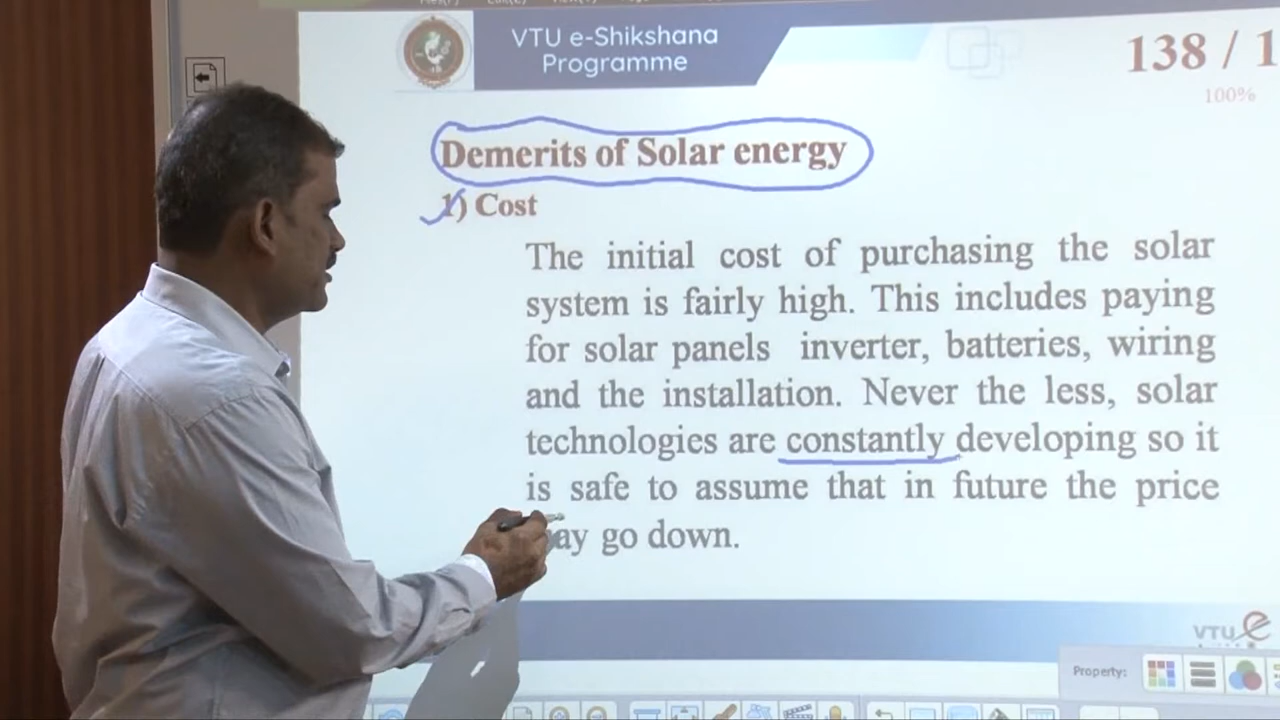 VTU e-Shikshana
Programme
138 / 1
100%
Demerits of Solar energy
1) Cost
The initial cost of purchasing the solar
system is fairly high. This includes paying
for solar panels inverter, batteries, wiring
and the installation. Never the less, solar
technologies are constantly developing so it
is safe to assume that in future the price
may go down.
VTU e
Property: